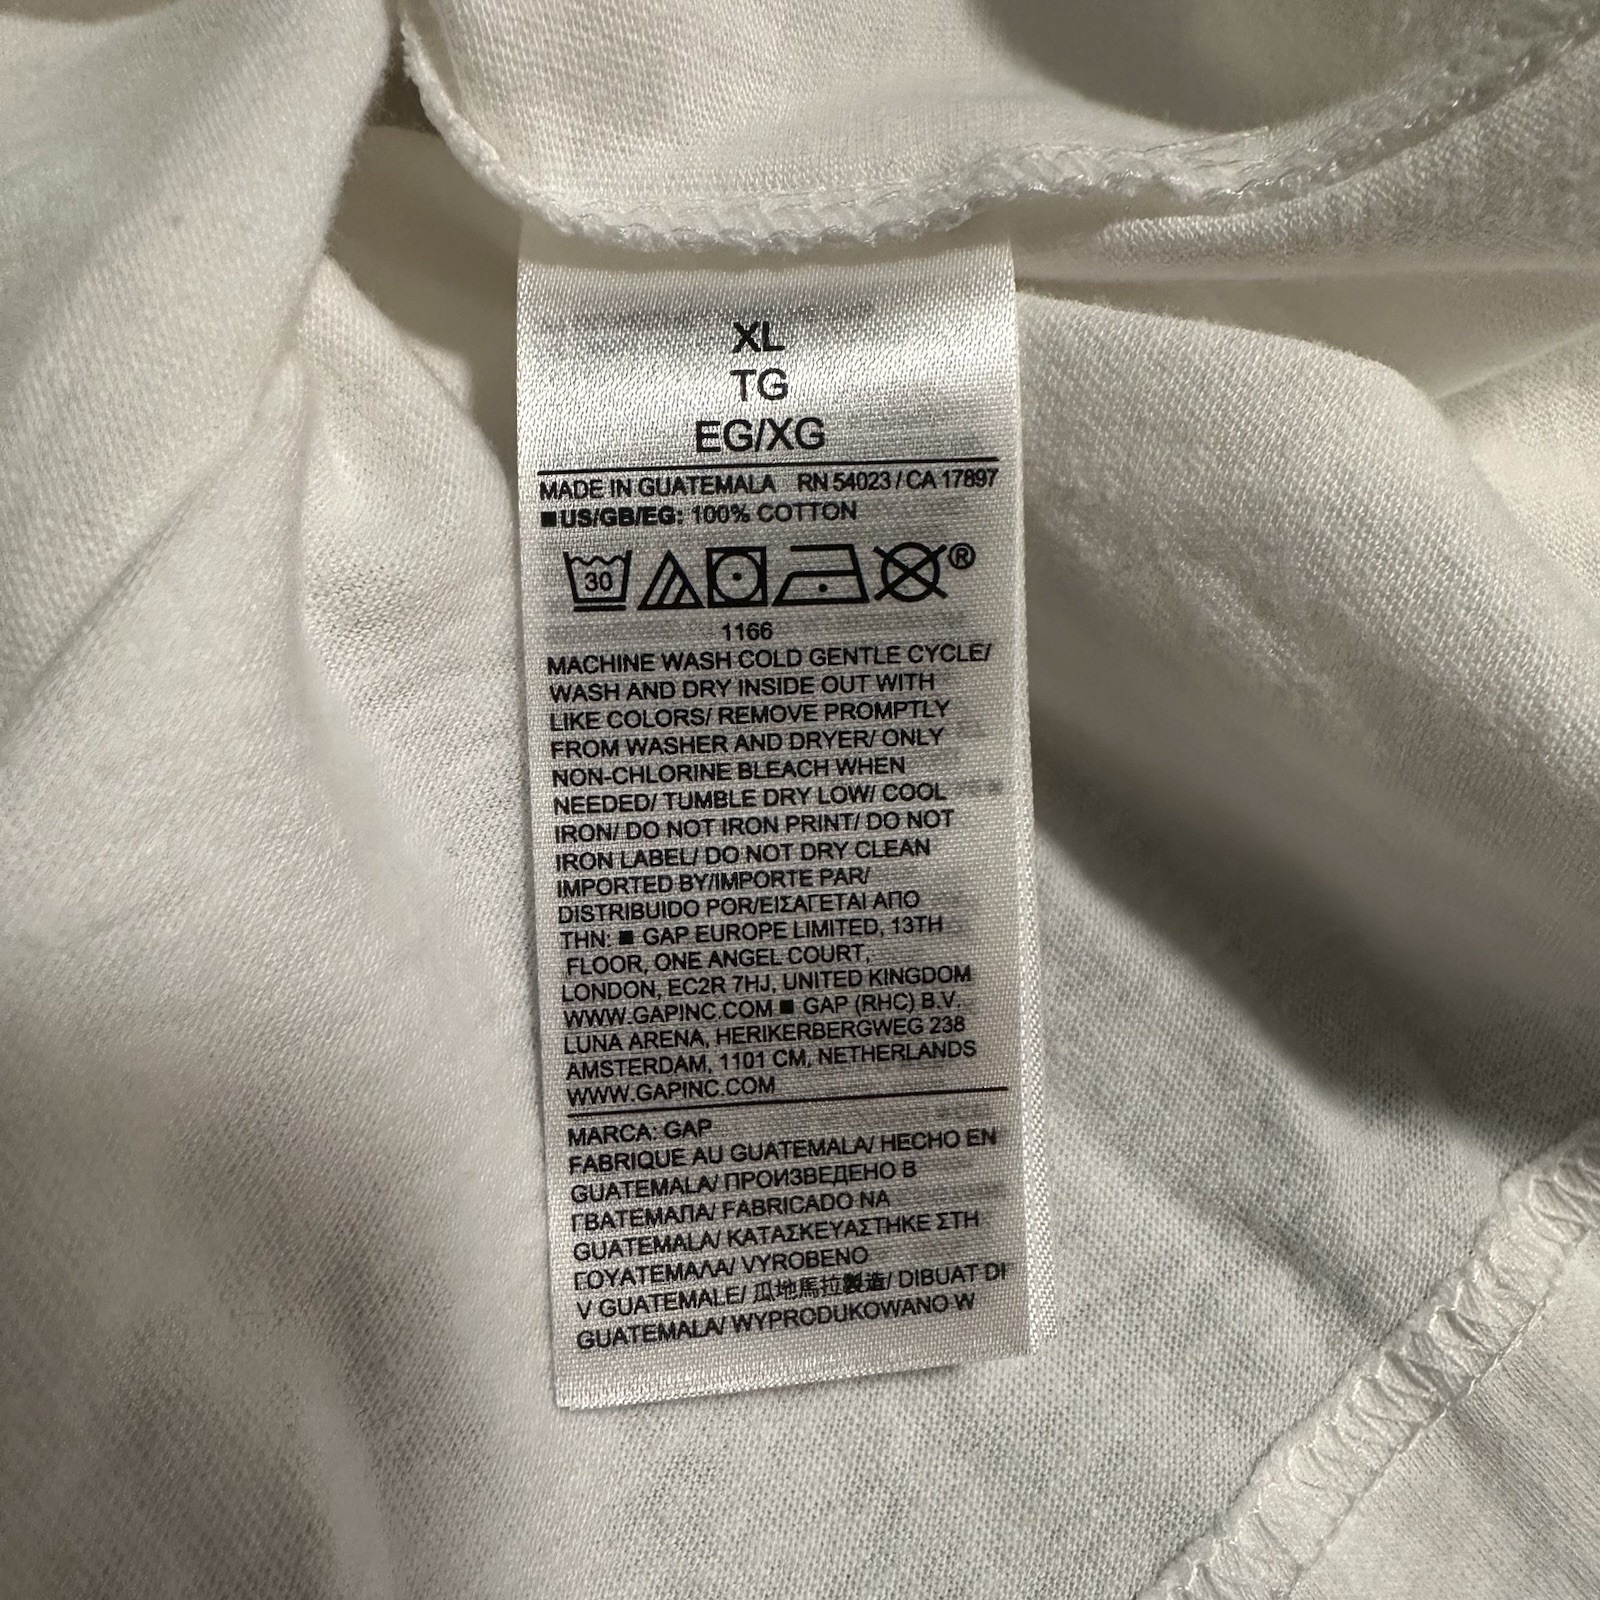 XL
TG
EG/XG
MADE IN GUATEMALA RN 54023 / CA 17897
■ US/GB/EG: 100% COTTON
30 ®
1166
MACHINE WASH COLD GENTLE CYCLE/
WASH AND DRY INSIDE OUT WITH
LIKE COLORS/ REMOVE PROMPTLY
FROM WASHER AND DRYER/ ONLY
NON-CHLORINE BLEACH WHEN
NEEDED/ TUMBLE DRY LOW/ COOL
IRON/ DO NOT IRON PRINT/ DO NOT
IRON LABEL/ DO NOT DRY CLEAN
IMPORTED BY/IMPORTE PAR/
DISTRIBUIDO POR/ΕΙΣΑΓΕΤΑΙ ΑΠΟ
ΤΗΝ: ■ GAP EUROPE LIMITED, 13TH
FLOOR, ONE ANGEL COURT,
LONDON, EC2R 7HJ, UNITED KINGDOM
WWW.GAPINC.COM ■ GAP (RHC) B.V.,
LUNA ARENA, HERIKERBERGWEG 238
AMSTERDAM, 1101 CM, NETHERLANDS
WWW.GAPINC.COM
MARCA: GAP
FABRIQUE AU GUATEMALA/ HECHO EN
GUATEMALA/ ПРОИЗВЕДЕНО В
ГВАТЕМАЛА/ FABRICADO NA
GUATEMALA/ ΚΑΤΑΣΚΕΥΑΣΤΗΚΕ ΣΤΗ
ΓΟΥΑΤΕΜΑΛΑ/ VYROBENO
V GUATEMALE/ 瓜地馬拉製造/ DIBUAT DI
GUATEMALA/ WYPRODUKOWANO W